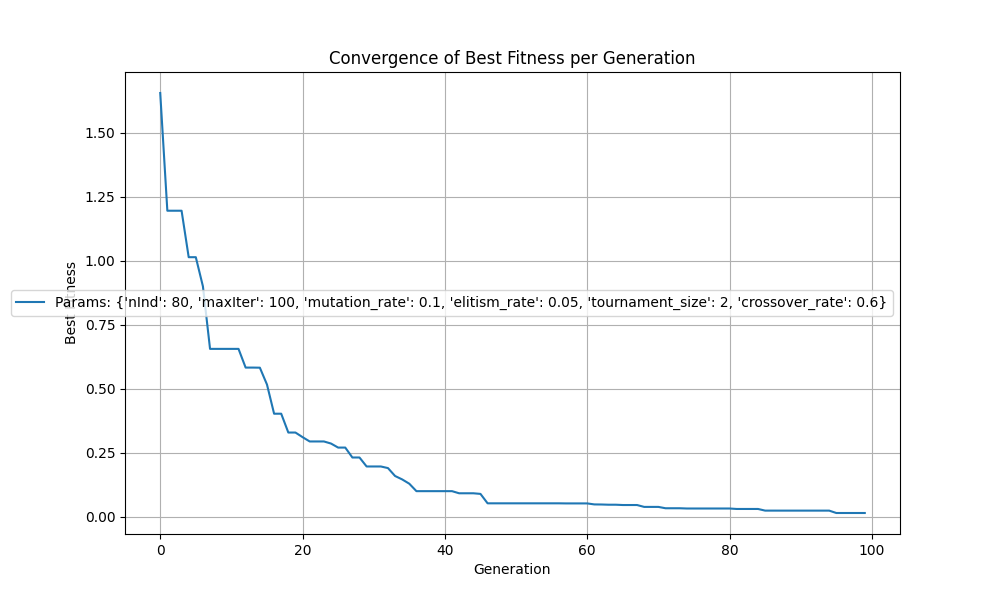 Convergence of Best Fitness per Generation
1.50
1.25
1.00
0.75
0.50
0.25
0.00
Best Fitness
Params: {'nInd': 80, 'maxIter': 100, 'mutation_rate': 0.1, 'elitism_rate': 0.05, 'tournament_size': 2, 'crossover_rate': 0.6}
0 20 40 60 80 100
Generation